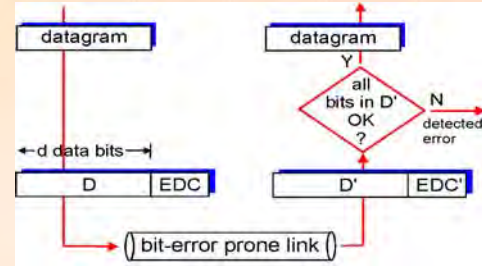 datagram
d data bits
D
EDC
bit-error prone link
datagram
Y
all
bits in D'
OK
?
N
detected
error
D'
EDC'